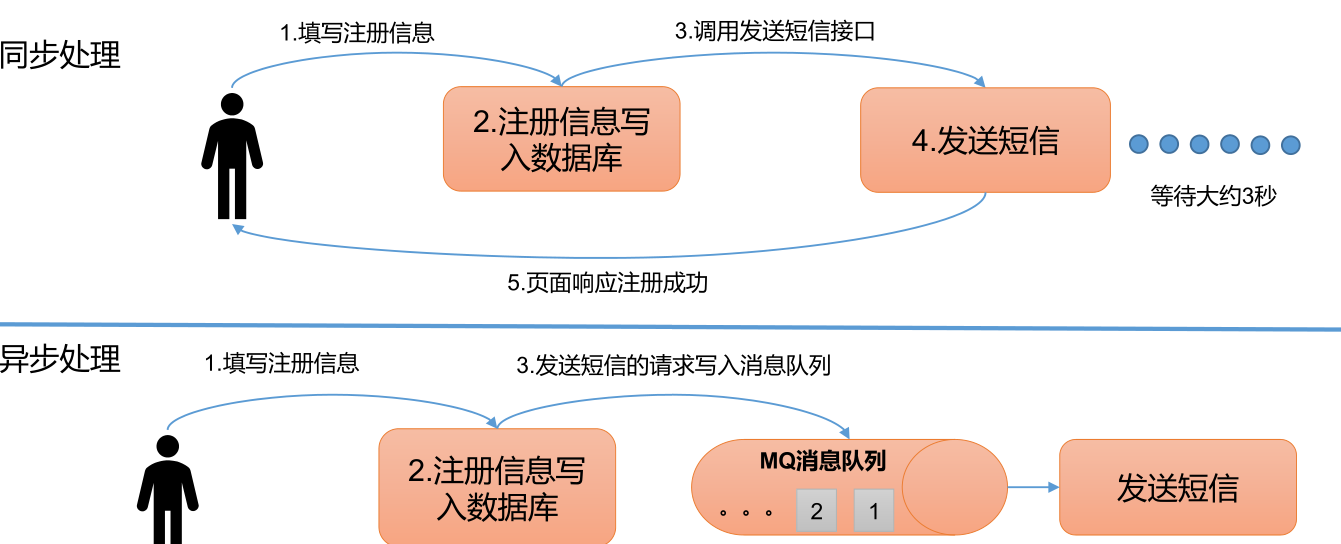 同步处理
1.填写注册信息
3.调用发送短信接口
2.注册信息写
入数据库
4.发送短信
等待大约3秒
5.页面响应注册成功
异步处理
1.填写注册信息
3.发送短信的请求写入消息队列
2.注册信息写
入数据库
MQ消息队列
。。。 2 1
发送短信